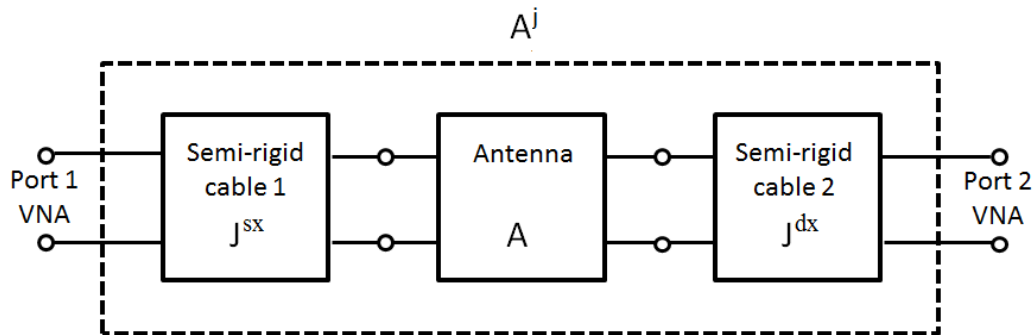 A^j
Semi-rigid
cable 1
J^sx
Antenna
A
Semi-rigid
cable 2
J^dx
Port 1
VNA
Port 2
VNA